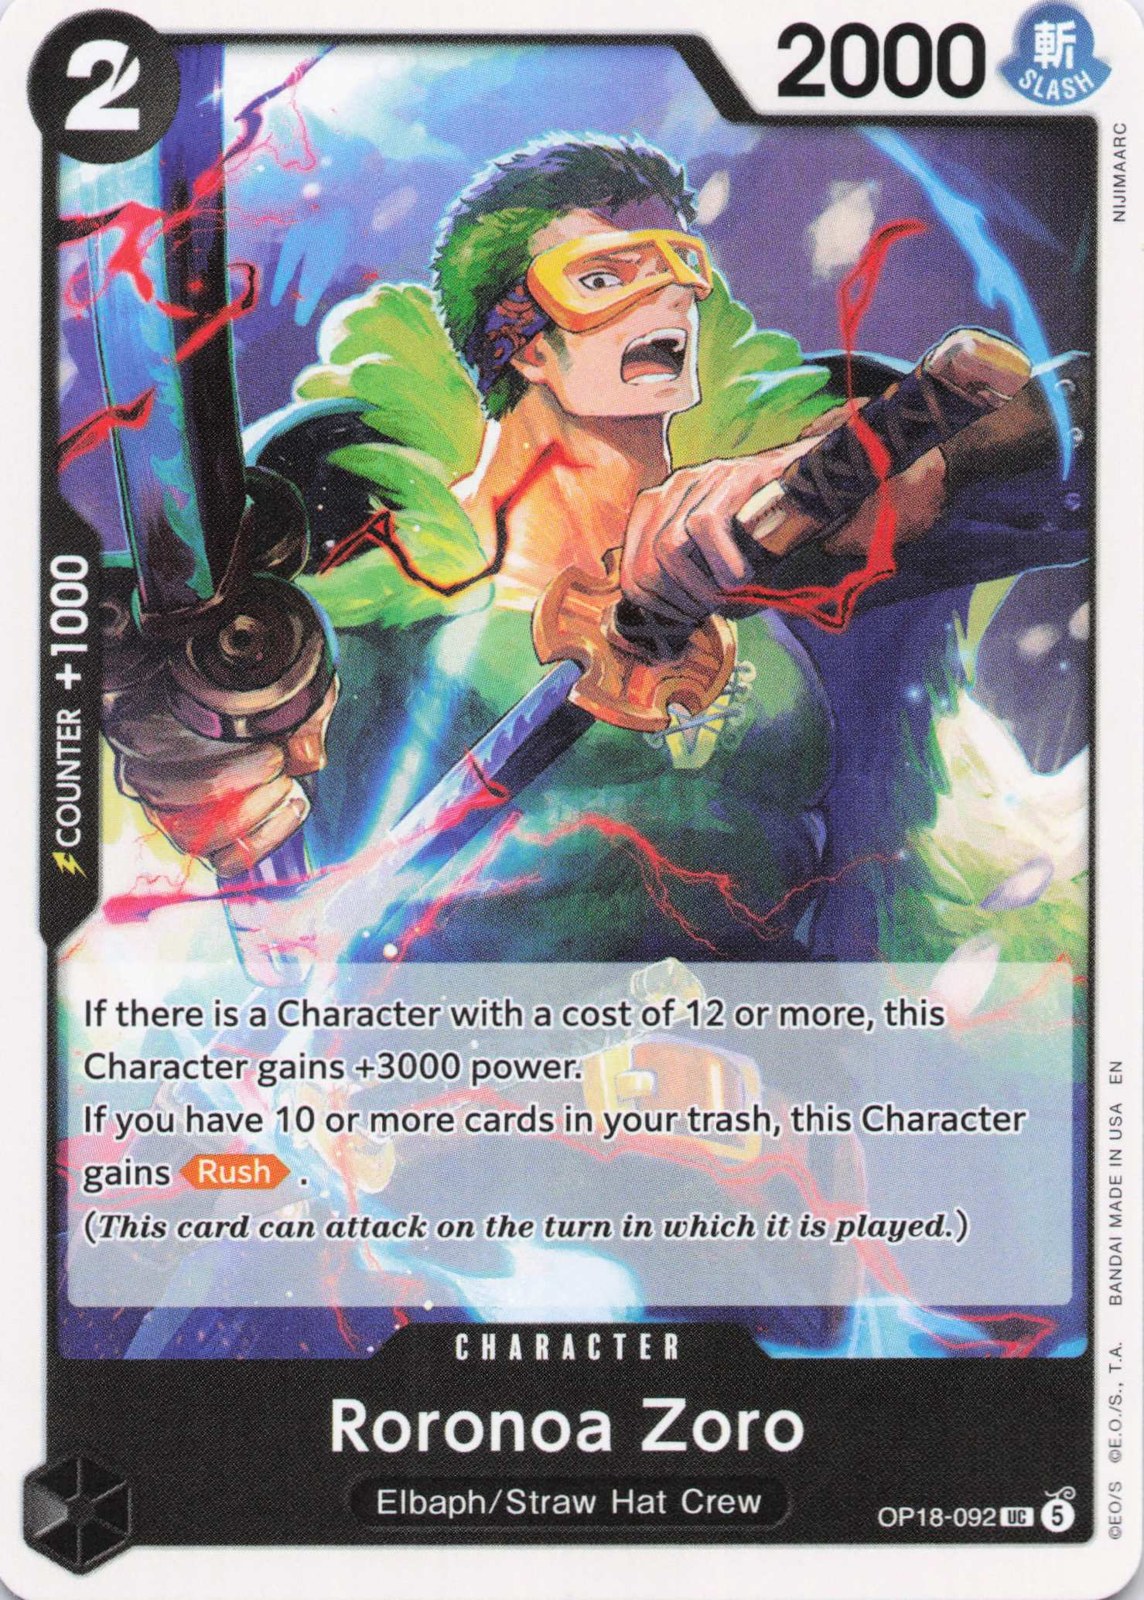 2
2000
斬
SLASH
NIJIMAARC
COUNTER +1000
If there is a Character with a cost of 12 or more, this
Character gains +3000 power.
If you have 10 or more cards in your trash, this Character
gains Rush .
(This card can attack on the turn in which it is played.)
CHARACTER
Roronoa Zoro
Elbaph/Straw Hat Crew
OP18-092 UC 5
©EO/S ©E.O./S., T.A. BANDAI MADE IN USA EN